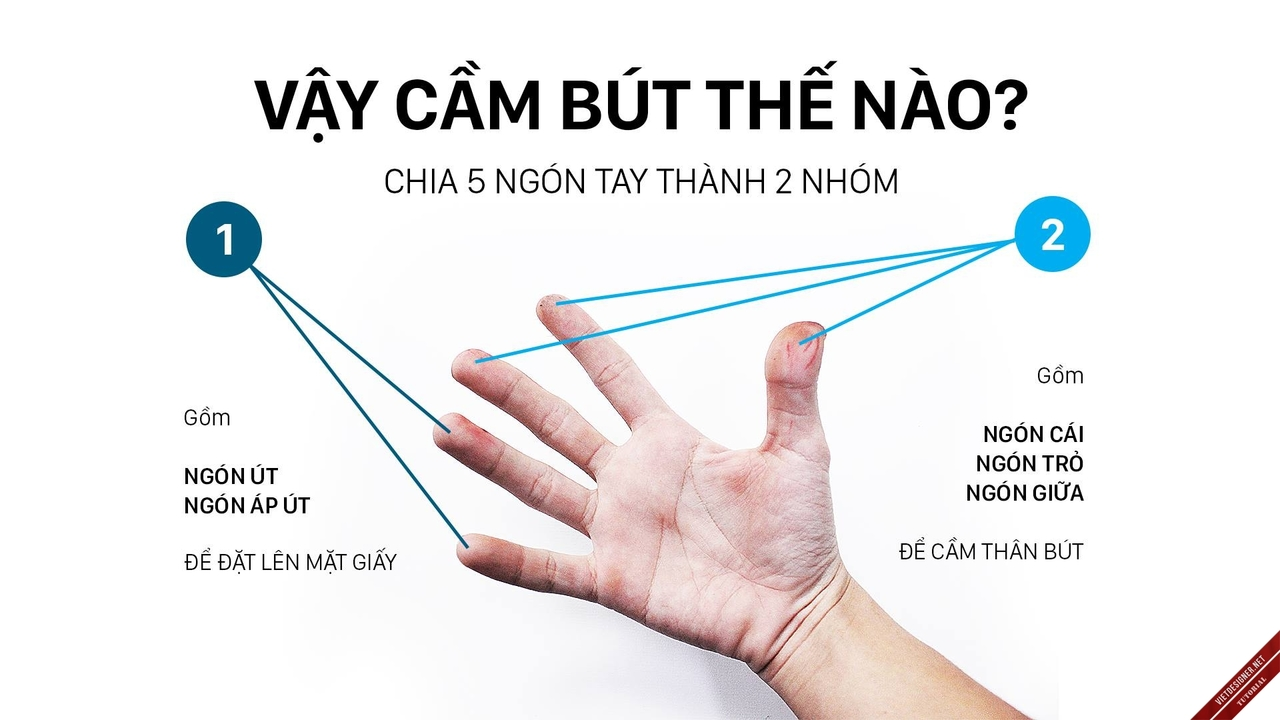 VẬY CẦM BÚT THẾ NÀO?
CHIA 5 NGÓN TAY THÀNH 2 NHÓM
1
2
Gồm
NGÓN ÚT
NGÓN ÁP ÚT
ĐỂ ĐẶT LÊN MẶT GIẤY
Gồm
NGÓN CÁI
NGÓN TRỎ
NGÓN GIỮA
ĐỂ CẦM THÂN BÚT
VIETDESIGNER.NET
TUTORIAL